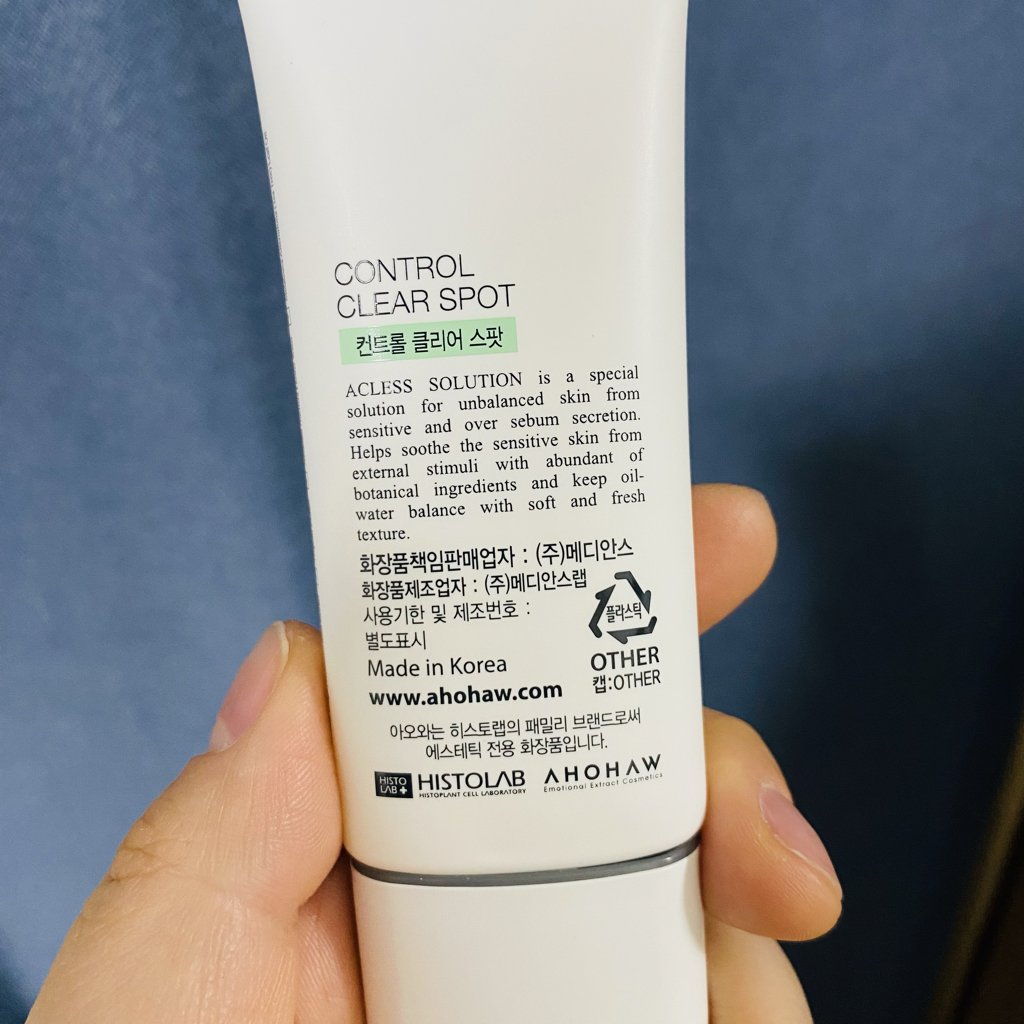 CONTROL
CLEAR SPOT
컨트롤 클리어 스팟
ACLESS SOLUTION is a special
solution for unbalanced skin from
sensitive and over sebum secretion.
Helps soothe the sensitive skin from
external stimuli with abundant of
botanical ingredients and keep oil-
water balance with soft and fresh
texture.
화장품책임판매업자 : (주)메디안스
화장품제조업자 : (주)메디안스랩
사용기한 및 제조번호 :
별도표시
플라스틱
OTHER
캡:OTHER
Made in Korea
www.ahohaw.com
아오와는 히스토랩의 패밀리 브랜드로써
에스테틱 전용 화장품입니다.
HISTO
LAB+
HISTOLAB
HISTOPLANT CELL LABORATORY
AHOHAW
Emotional Extract Cosmetics